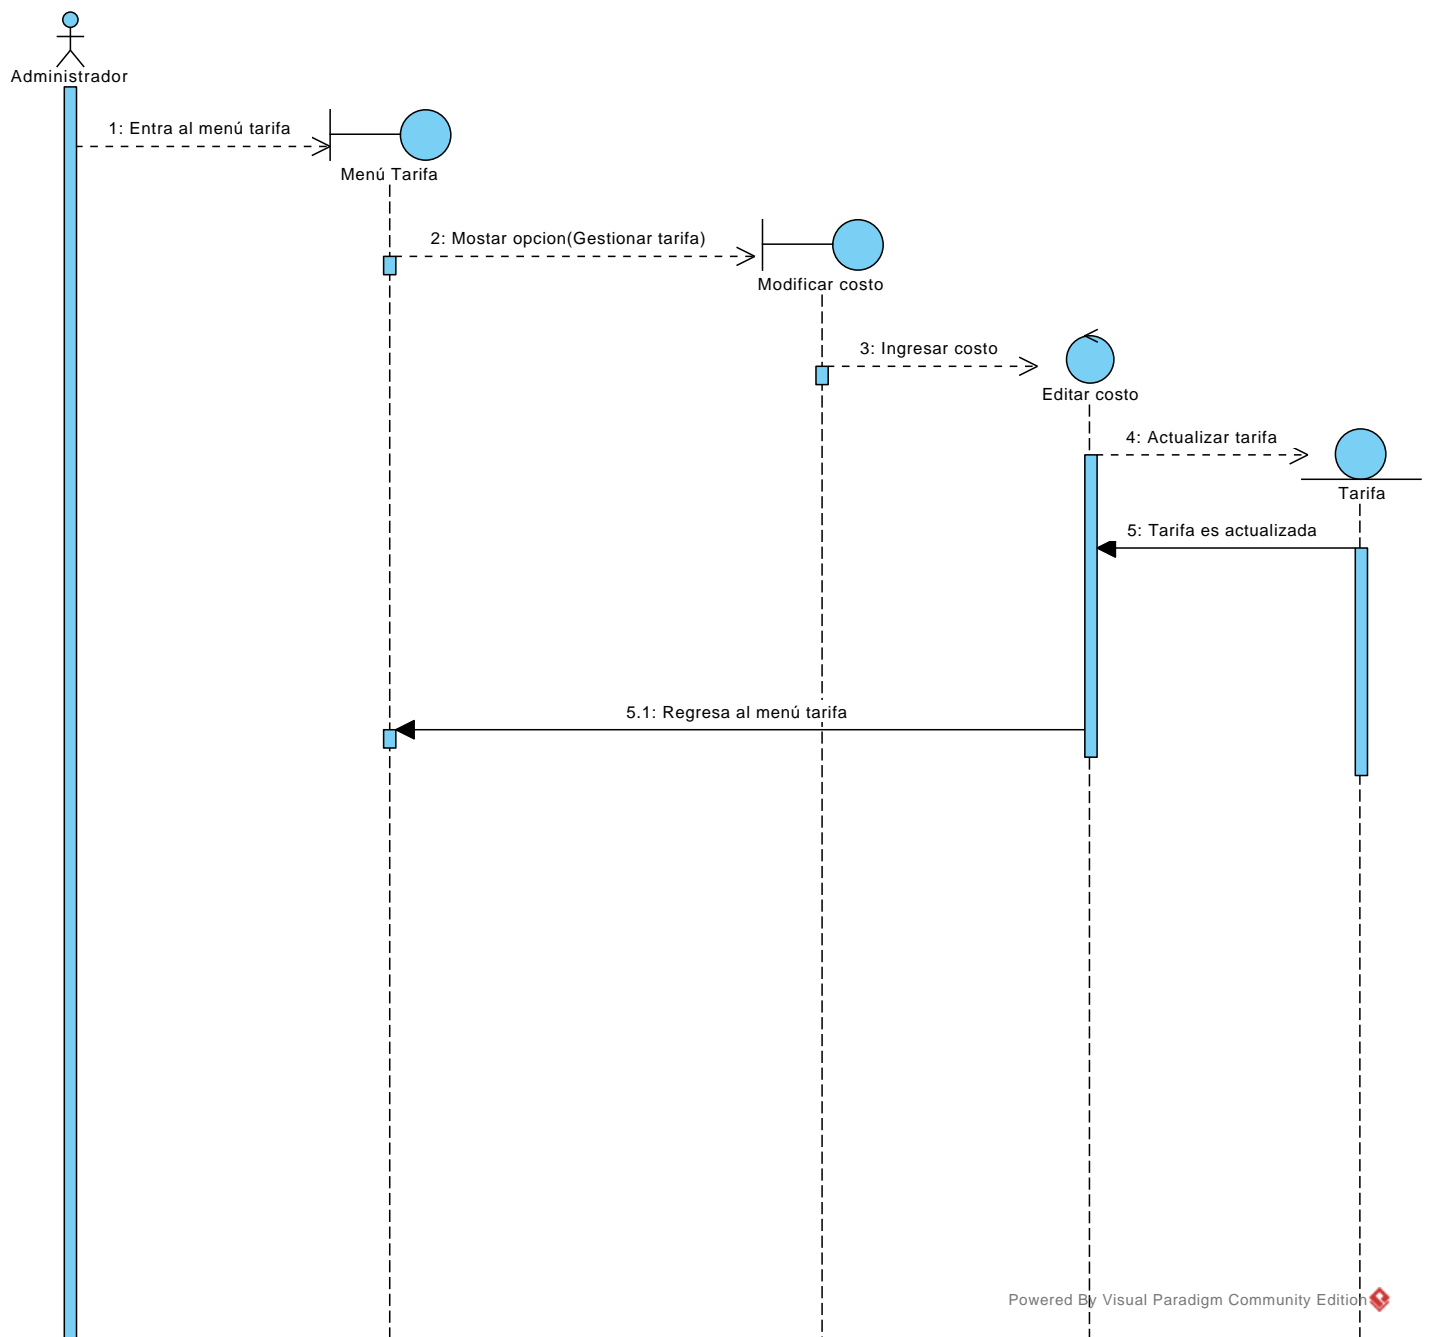 Administrador
1: Entra al menú tarifa
Menú Tarifa
2: Mostar opcion(Gestionar tarifa)
Modificar costo
3: Ingresar costo
Editar costo
4: Actualizar tarifa
Tarifa
5: Tarifa es actualizada
5.1: Regresa al menú tarifa
Powered By Visual Paradigm Community Edition